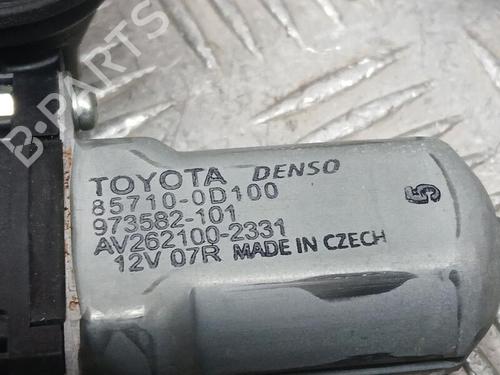 B-PARTS
TOYOTA DENSO
85710-0D100
973582-101
AV262100-2331
12V 07R MADE IN CZECH
5